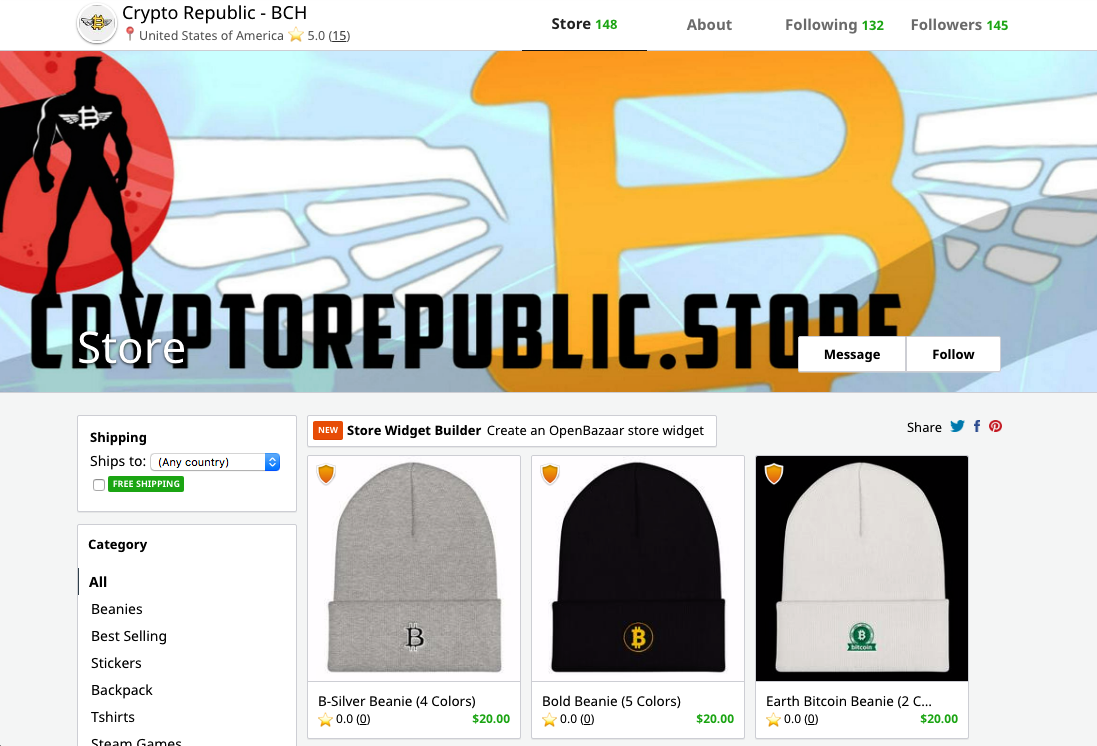 Crypto Republic - BCH
United States of America 5.0 (15)
Store 148
About
Following 132
Followers 145
CRYPTOREPUBLIC.STORE
Store
Message
Follow
Shipping
Ships to: (Any country)
FREE SHIPPING
NEW Store Widget Builder Create an OpenBazaar store widget
Share
Category
All
Beanies
Best Selling
Stickers
Backpack
Tshirts
Steam Games
bitcoin
B-Silver Beanie (4 Colors)
0.0 (0) $20.00
Bold Beanie (5 Colors)
0.0 (0) $20.00
Earth Bitcoin Beanie (2 C...
0.0 (0) $20.00